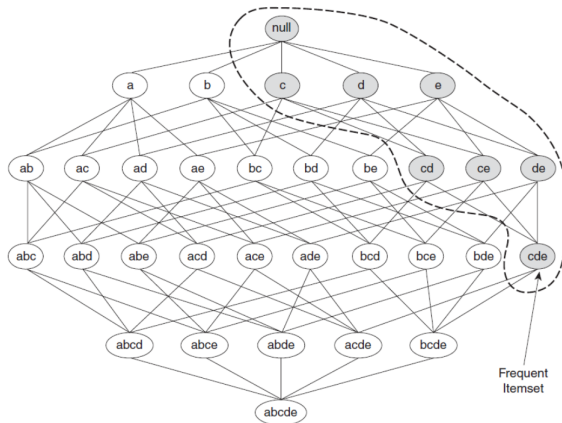 null
a b c d e
ab ac ad ae bc bd be cd ce de
abc abd abe acd ace ade bcd bce bde cde
abcd abce abde acde bcde
Frequent
Itemset
abcde